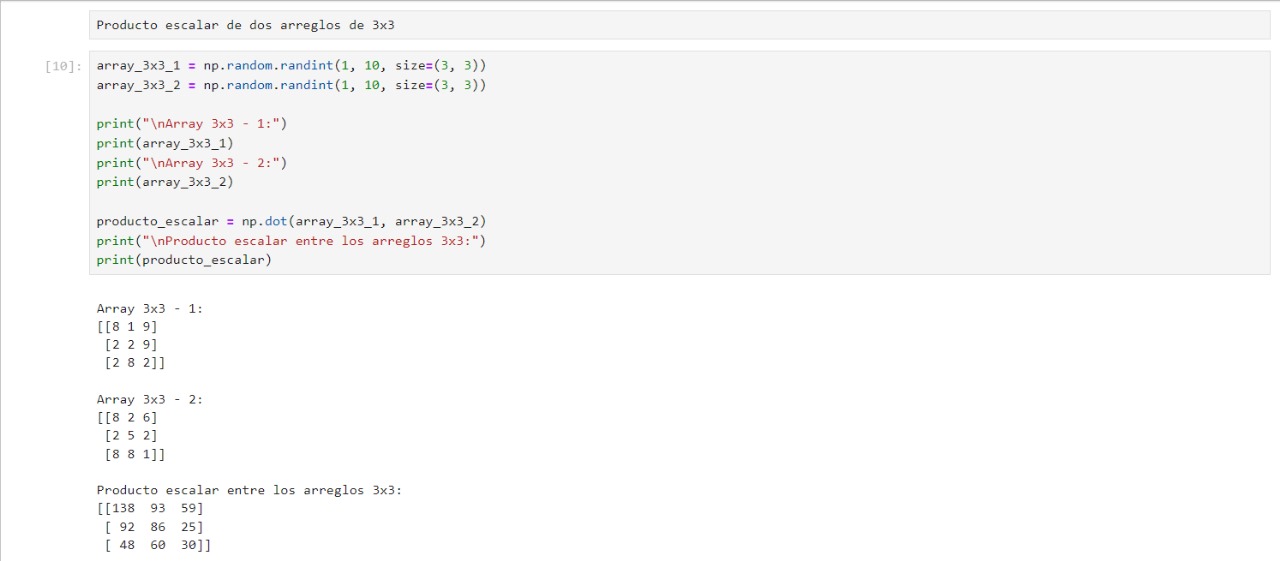 Producto escalar de dos arreglos de 3x3
[10]:
array_3x3_1 = np.random.randint(1, 10, size=(3, 3))
array_3x3_2 = np.random.randint(1, 10, size=(3, 3))
print("\nArray 3x3 - 1:")
print(array_3x3_1)
print("\nArray 3x3 - 2:")
print(array_3x3_2)
producto_escalar = np.dot(array_3x3_1, array_3x3_2)
print("\nProducto escalar entre los arreglos 3x3:")
print(producto_escalar)
Array 3x3 - 1:
[[8 1 9]
 [2 2 9]
 [2 8 2]]
Array 3x3 - 2:
[[8 2 6]
 [2 5 2]
 [8 8 1]]
Producto escalar entre los arreglos 3x3:
[[138  93  59]
 [ 92  86  25]
 [ 48  60  30]]